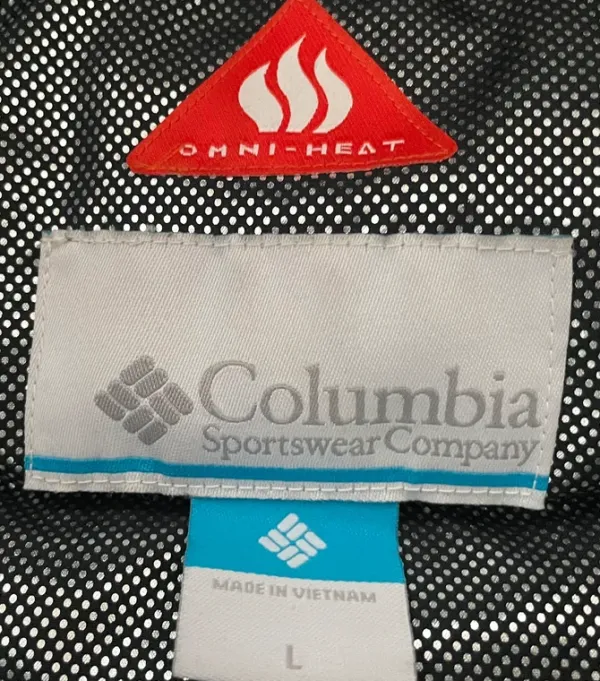 OMNI-HEAT
Columbia
Sportswear Company
MADE IN VIETNAM
L